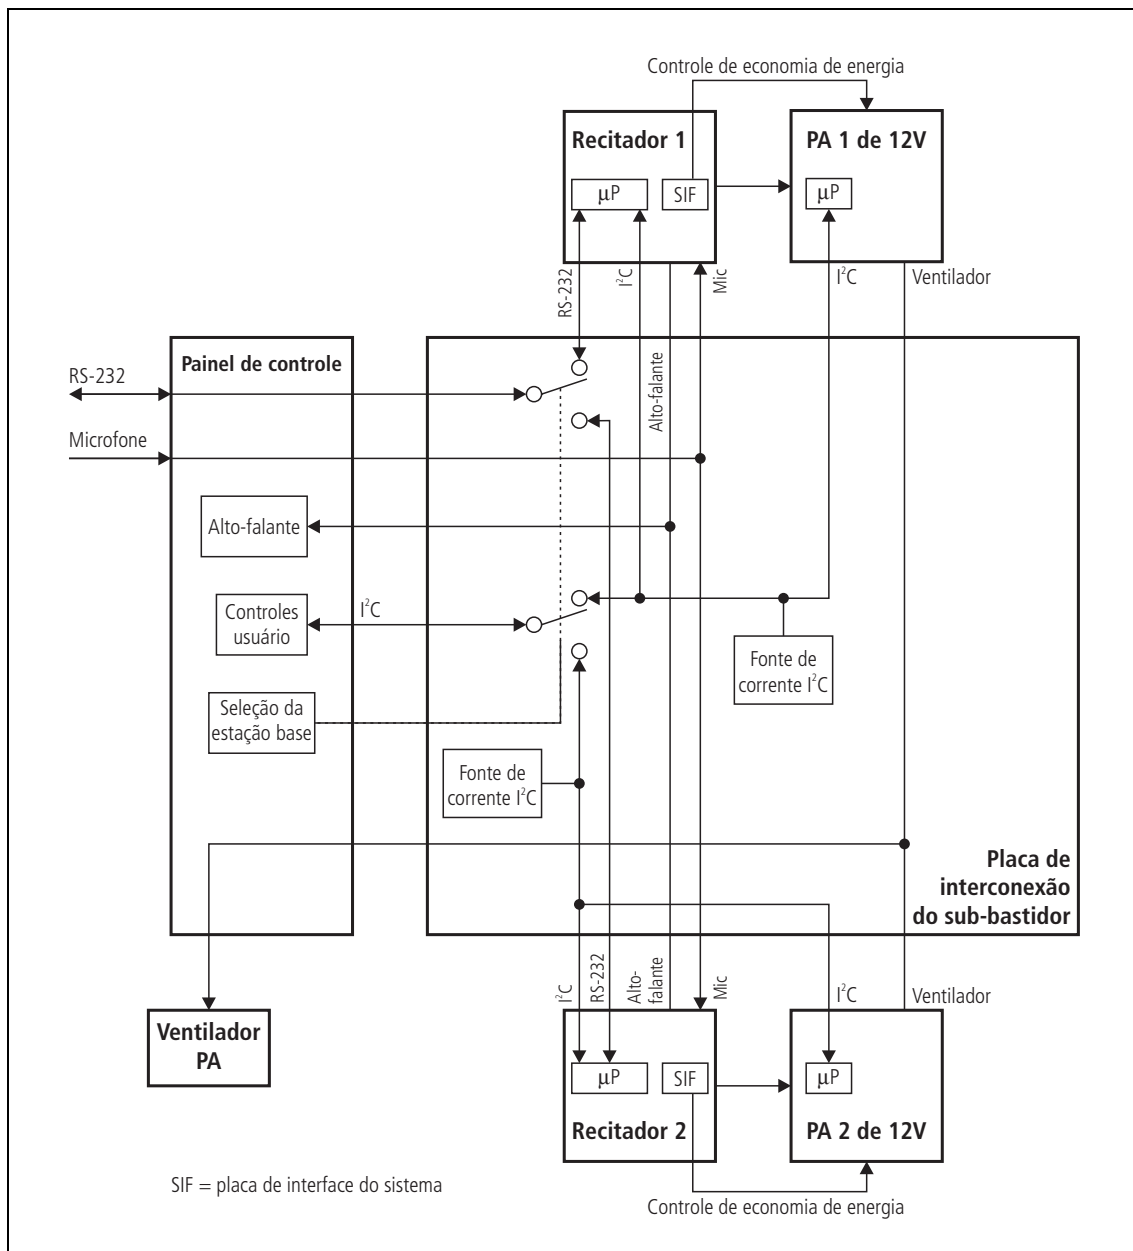 Controle de economia de energia
Recitador 1
PA 1 de 12V
µP
SIF
µP
RS-232
I²C
Mic
I²C
Ventilador
Painel de controle
RS-232
Alto-falante
Microfone
Alto-falante
Controles
usuário
I²C
Fonte de
corrente I²C
Seleção da
estação base
Fonte de
corrente I²C
Placa de
interconexão
do sub-bastidor
I²C
RS-232
Alto-
falante
Mic
I²C
Ventilador
Ventilador
PA
µP
SIF
µP
Recitador 2
PA 2 de 12V
SIF = placa de interface do sistema
Controle de economia de energia